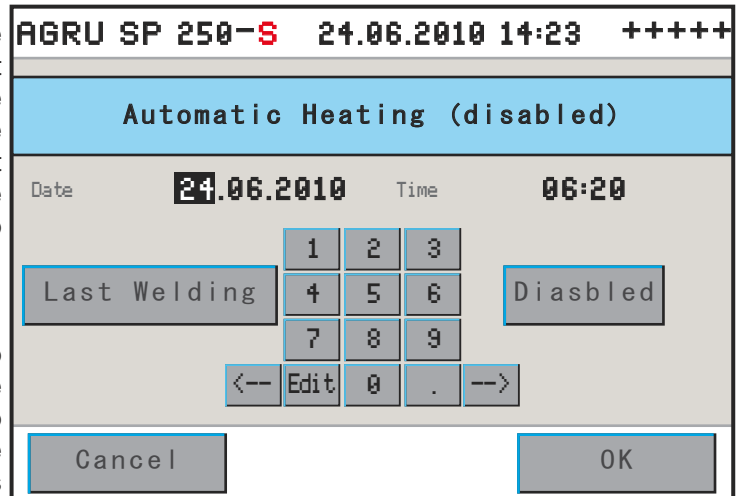 AGRU SP 250-S 24.06.2010 14:23 +++++
Automatic Heating (disabled)
Date 24.06.2010 Time 06:20
1 2 3
Last Welding 4 5 6 Diasbled
7 8 9
<-- Edit 0 . -->
Cancel OK